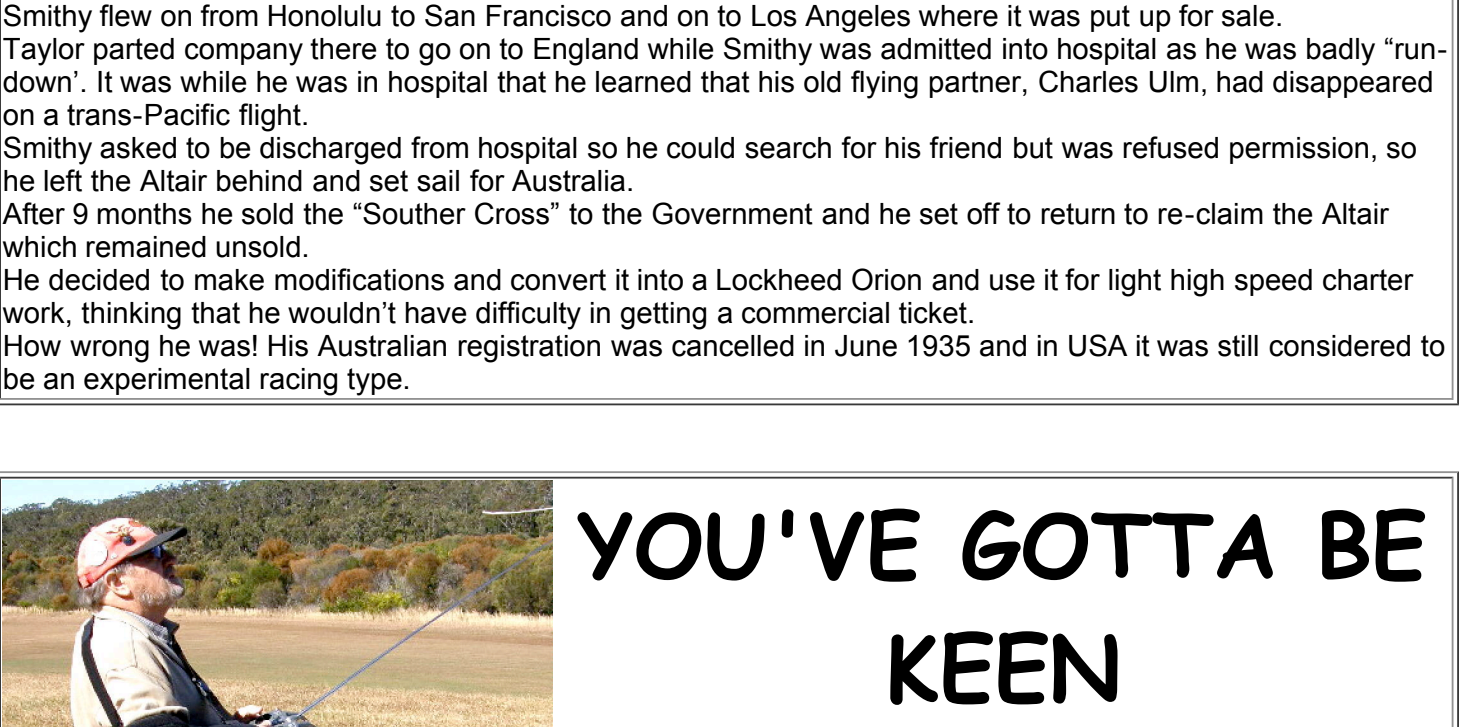 Smithy flew on from Honolulu to San Francisco and on to Los Angeles where it was put up for sale.
Taylor parted company there to go on to England while Smithy was admitted into hospital as he was badly “run-
down’. It was while he was in hospital that he learned that his old flying partner, Charles Ulm, had disappeared
on a trans-Pacific flight.
Smithy asked to be discharged from hospital so he could search for his friend but was refused permission, so
he left the Altair behind and set sail for Australia.
After 9 months he sold the “Souther Cross” to the Government and he set off to return to re-claim the Altair
which remained unsold.
He decided to make modifications and convert it into a Lockheed Orion and use it for light high speed charter
work, thinking that he wouldn’t have difficulty in getting a commercial ticket.
How wrong he was! His Australian registration was cancelled in June 1935 and in USA it was still considered to
be an experimental racing type.
YOU'VE GOTTA BE
KEEN